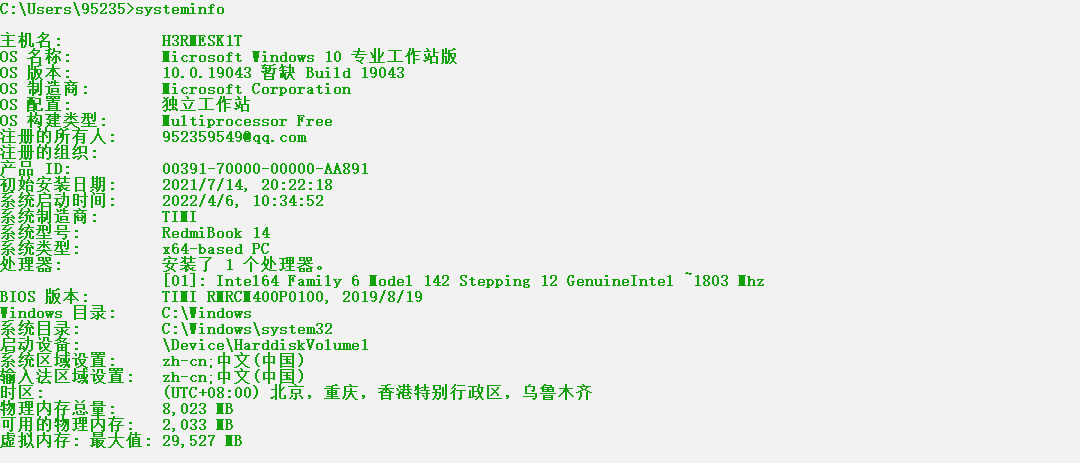 C:\Users\95235>systeminfo
主机名: H3RMESK1T
OS 名称: Microsoft Windows 10 专业工作站版
OS 版本: 10.0.19043 暂缺 Build 19043
OS 制造商: Microsoft Corporation
OS 配置: 独立工作站
OS 构建类型: Multiprocessor Free
注册的所有人: 952359549@qq.com
注册的组织:
产品 ID: 00391-70000-00000-AA891
初始安装日期: 2021/7/14, 20:22:18
系统启动时间: 2022/4/6, 10:34:52
系统制造商: TIMI
系统型号: RedmiBook 14
系统类型: x64-based PC
处理器: 安装了 1 个处理器。
[01]: Intel64 Family 6 Model 142 Stepping 12 GenuineIntel ~1803 Mhz
BIOS 版本: TIMI RMRCM400P0100, 2019/8/19
Windows 目录: C:\Windows
系统目录: C:\Windows\system32
启动设备: \Device\HarddiskVolume1
系统区域设置: zh-cn;中文(中国)
输入法区域设置: zh-cn;中文(中国)
时区: (UTC+08:00) 北京，重庆，香港特别行政区，乌鲁木齐
物理内存总量: 8,023 MB
可用的物理内存: 2,033 MB
虚拟内存: 最大值: 29,527 MB